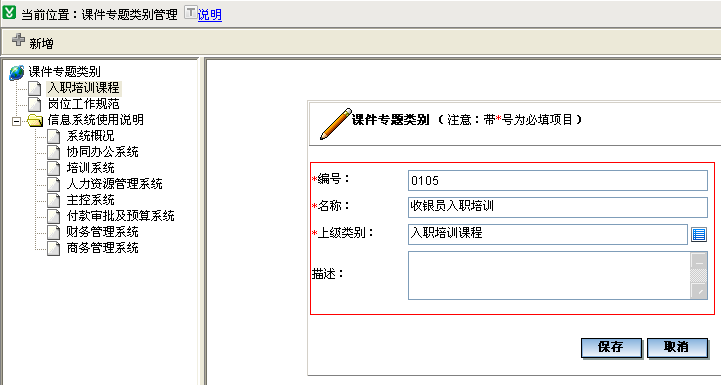 当前位置：课件专题类别管理 说明
新增
课件专题类别
入职培训课程
岗位工作规范
信息系统使用说明
系统概况
协同办公系统
培训系统
人力资源管理系统
主控系统
付款审批及预算系统
财务管理系统
商务管理系统
课件专题类别（注意：带*号为必填项目）
*编号： 0105
*名称： 收银员入职培训
*上级类别： 入职培训课程
描述：
保存 取消